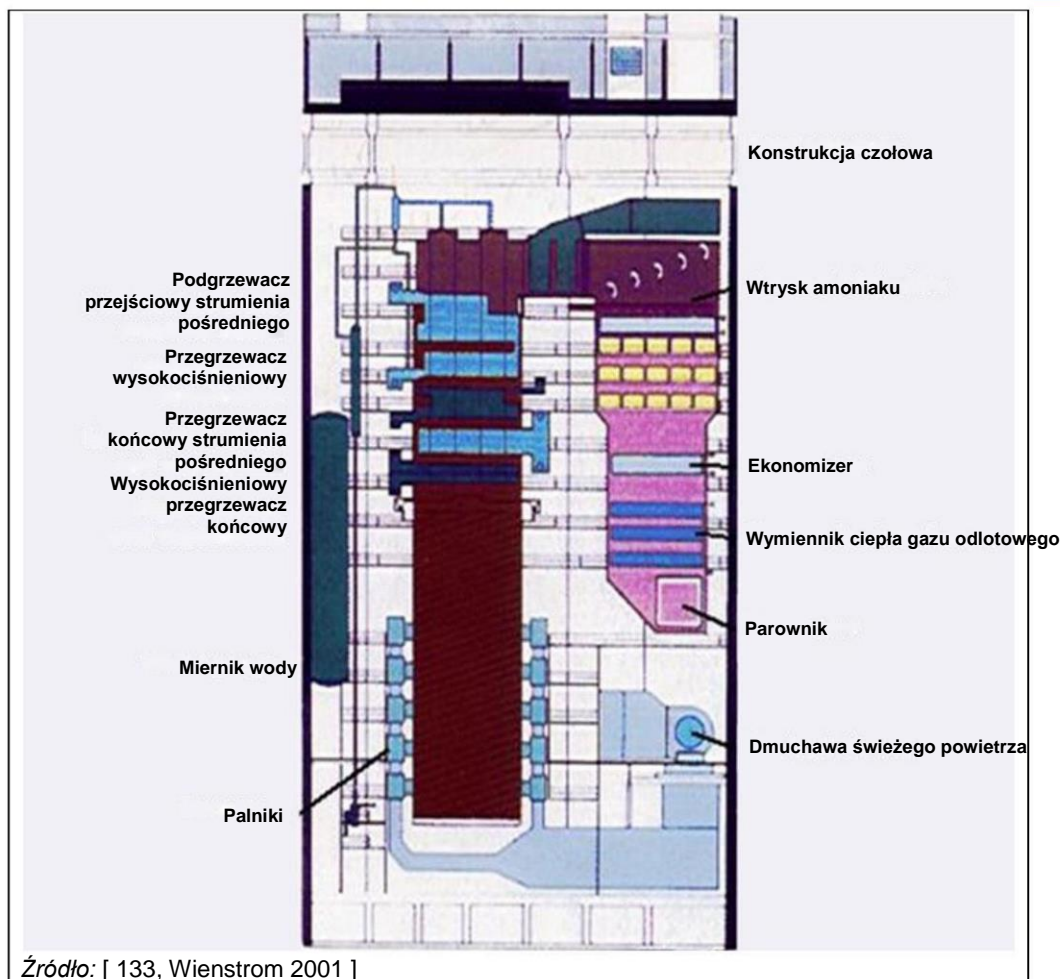 Konstrukcja czołowa
Podgrzewacz
przejściowy strumienia
pośredniego
Wtrysk amoniaku
Przegrzewacz
wysokociśnieniowy
Przegrzewacz
końcowy strumienia
pośredniego
Wysokociśnieniowy
przegrzewacz
końcowy
Ekonomizer
Wymiennik ciepła gazu odlotowego
Parownik
Miernik wody
Dmuchawa świeżego powietrza
Palniki
Źródło: [ 133, Wienstrom 2001 ]